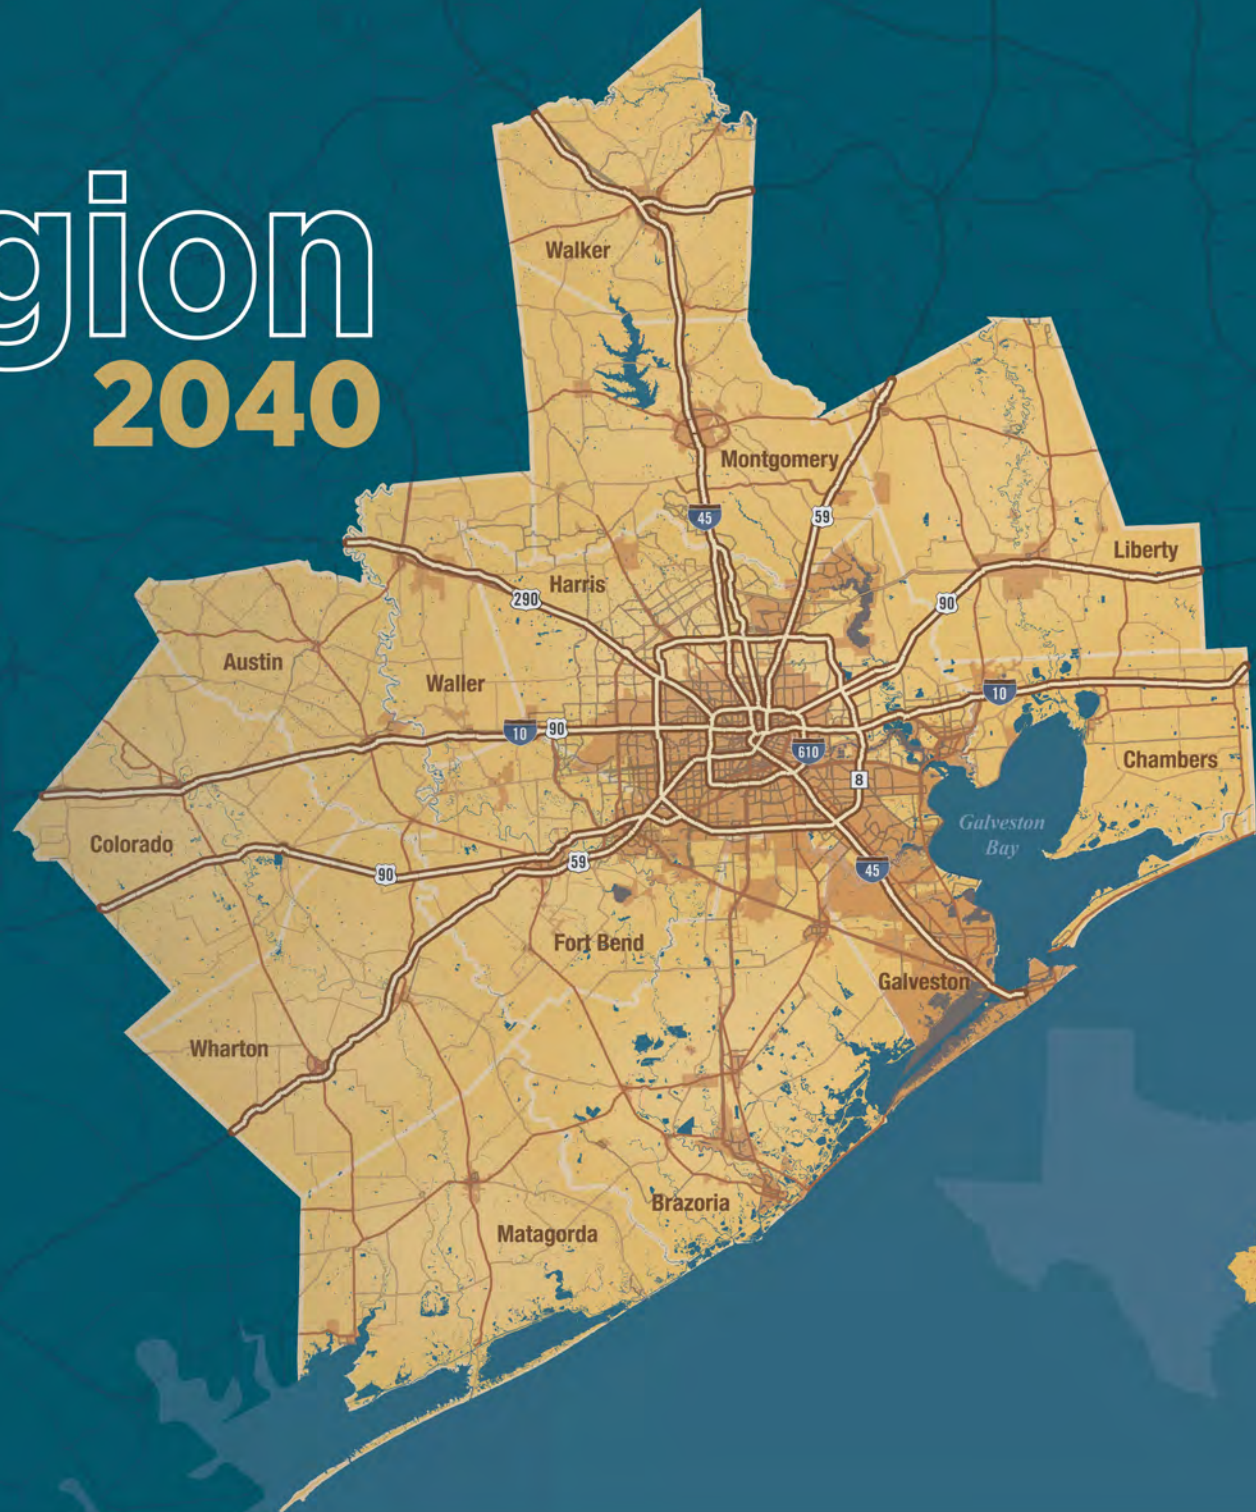 gion
2040
Walker
Montgomery
45
59
Liberty
Harris
290
90
Austin
Waller
10
10
90
610
8
Chambers
Galveston
Bay
Colorado
90
59
45
Fort Bend
Galveston
Wharton
Brazoria
Matagorda